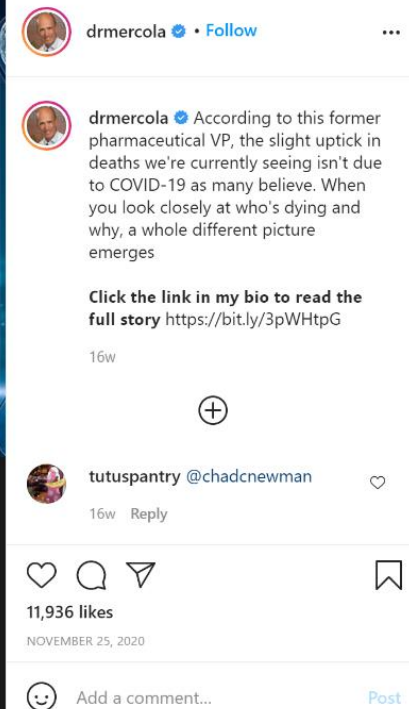 drmercola • Follow
drmercola According to this former
pharmaceutical VP, the slight uptick in
deaths we're currently seeing isn't due
to COVID-19 as many believe. When
you look closely at who's dying and
why, a whole different picture
emerges
Click the link in my bio to read the
full story https://bit.ly/3pWHtpG
16w
tutuspantry @chadcnewman
16w Reply
11,936 likes
NOVEMBER 25, 2020
Add a comment... Post